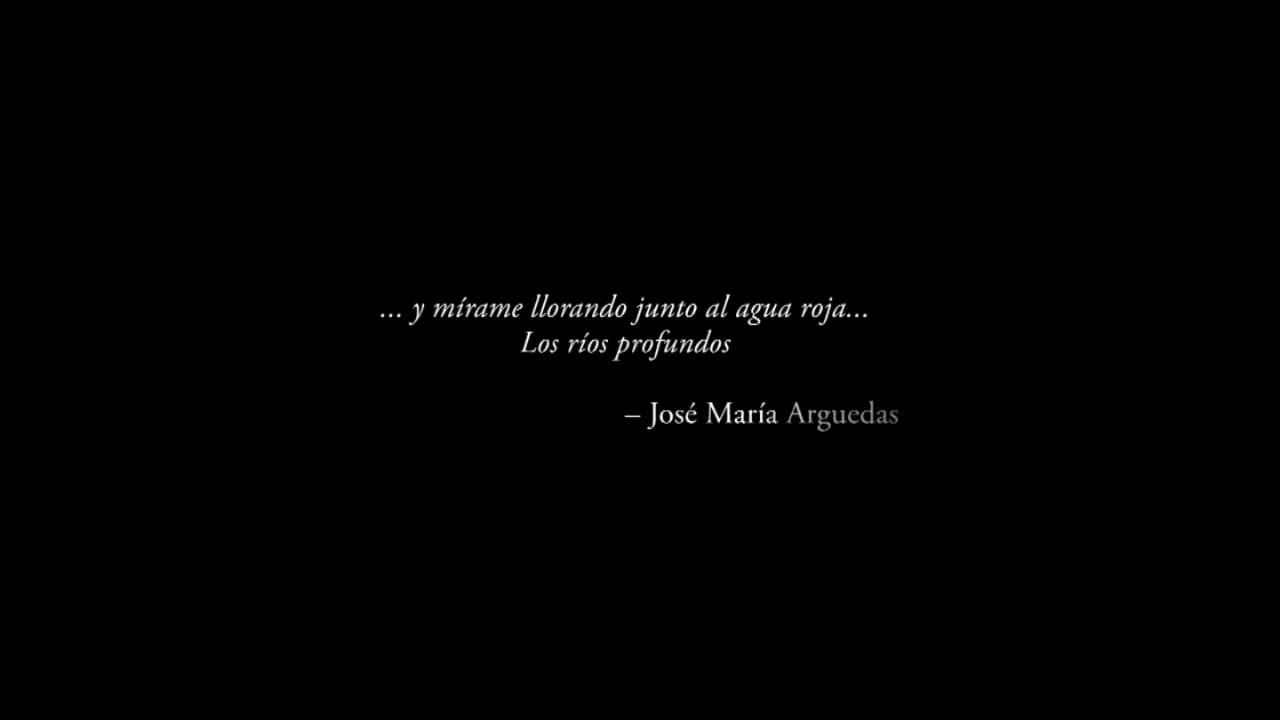 ... y mírame llorando junto al agua roja...
Los ríos profundos
– José María Arguedas